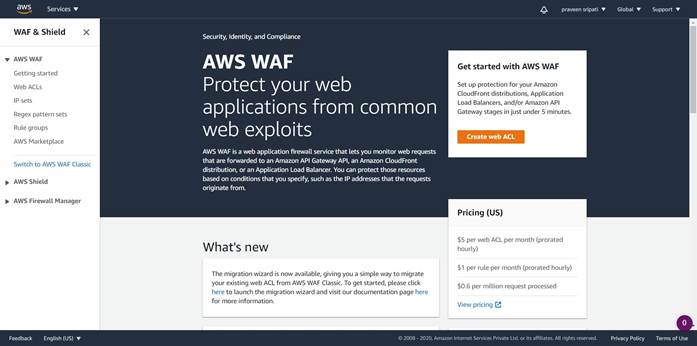 aws
Services
praveen sripati
Global
Support
WAF & Shield
AWS WAF
Getting started
Web ACLs
IP sets
Regex pattern sets
Rule groups
AWS Marketplace
Switch to AWS WAF Classic
AWS Shield
AWS Firewall Manager
Security, Identity, and Compliance
AWS WAF
Protect your web
applications from common
web exploits
AWS WAF is a web application firewall service that lets you monitor web requests
that are forwarded to an Amazon API Gateway API, an Amazon CloudFront
distribution, or an Application Load Balancer. You can protect those resources
based on conditions that you specify, such as the IP addresses that the requests
originate from.
Get started with AWS WAF
Set up protection for your Amazon
CloudFront distributions, Application
Load Balancers, and/or Amazon API
Gateway stages in just under 5 minutes.
Create web ACL
Pricing (US)
$5 per web ACL per month (prorated
hourly)
$1 per rule per month (prorated hourly)
$0.6 per million request processed
View pricing
What's new
The migration wizard is now available, giving you a simple way to migrate
your existing web ACL from AWS WAF Classic. To get started, please click
here to launch the migration wizard and visit our documentation page here
for more information.
0
Feedback
English (US)
© 2008 - 2020, Amazon Internet Services Private Ltd. or its affiliates. All rights reserved.
Privacy Policy
Terms of Use